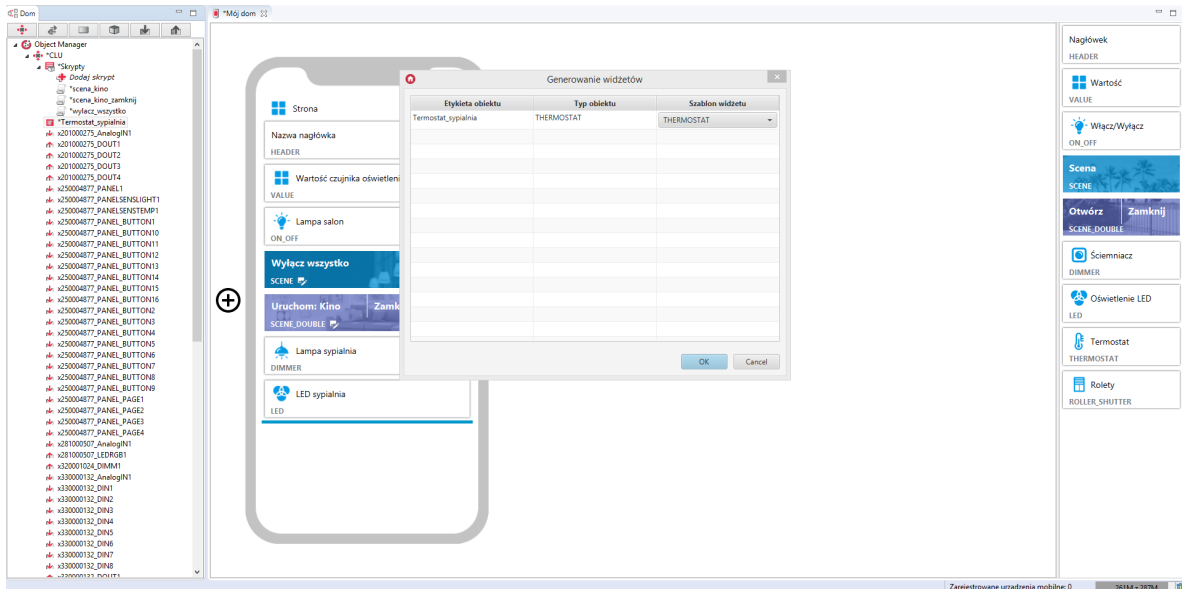 Dom
*Mój dom
Object Manager
*CLU
*Skrypty
Dodaj skrypt
*scena_kino
*scena_kino_zamknij
*wylacz_wszystko
*Termostat_sypialnia
x201000275_AnalogIN1
x201000275_DOUT1
x201000275_DOUT2
x201000275_DOUT3
x201000275_DOUT4
x250004877_PANEL1
x250004877_PANELSENSLIGHT1
x250004877_PANELSENSTEMP1
x250004877_PANEL_BUTTON1
x250004877_PANEL_BUTTON10
x250004877_PANEL_BUTTON11
x250004877_PANEL_BUTTON12
x250004877_PANEL_BUTTON13
x250004877_PANEL_BUTTON14
x250004877_PANEL_BUTTON15
x250004877_PANEL_BUTTON16
x250004877_PANEL_BUTTON2
x250004877_PANEL_BUTTON3
x250004877_PANEL_BUTTON4
x250004877_PANEL_BUTTON5
x250004877_PANEL_BUTTON6
x250004877_PANEL_BUTTON7
x250004877_PANEL_BUTTON8
x250004877_PANEL_BUTTON9
x250004877_PANEL_PAGE1
x250004877_PANEL_PAGE2
x250004877_PANEL_PAGE3
x250004877_PANEL_PAGE4
x281000507_AnalogIN1
x281000507_LEDRGB1
x320001024_DIMM1
x330000132_AnalogIN1
x330000132_DIN1
x330000132_DIN2
x330000132_DIN3
x330000132_DIN4
x330000132_DIN5
x330000132_DIN6
x330000132_DIN7
x330000132_DIN8
x330000132_DOUT1
Strona
Nazwa nagłówka
HEADER
Wartość czujnika oświetleni
VALUE
Lampa salon
ON_OFF
Wyłącz wszystko
SCENE
Uruchom: Kino Zamk
SCENE_DOUBLE
Lampa sypialnia
DIMMER
LED sypialnia
LED
Generowanie widżetów
Etykieta obiektu Typ obiektu Szablon widżetu
Termostat_sypialnia THERMOSTAT THERMOSTAT
OK Cancel
Nagłówek
HEADER
Wartość
VALUE
Włącz/Wyłącz
ON_OFF
Scena
SCENE
Otwórz Zamknij
SCENE_DOUBLE
Ściemniacz
DIMMER
Oświetlenie LED
LED
Termostat
THERMOSTAT
Rolety
ROLLER_SHUTTER
Zarejestrowane urządzenia mobilne: 0 261M - 287M